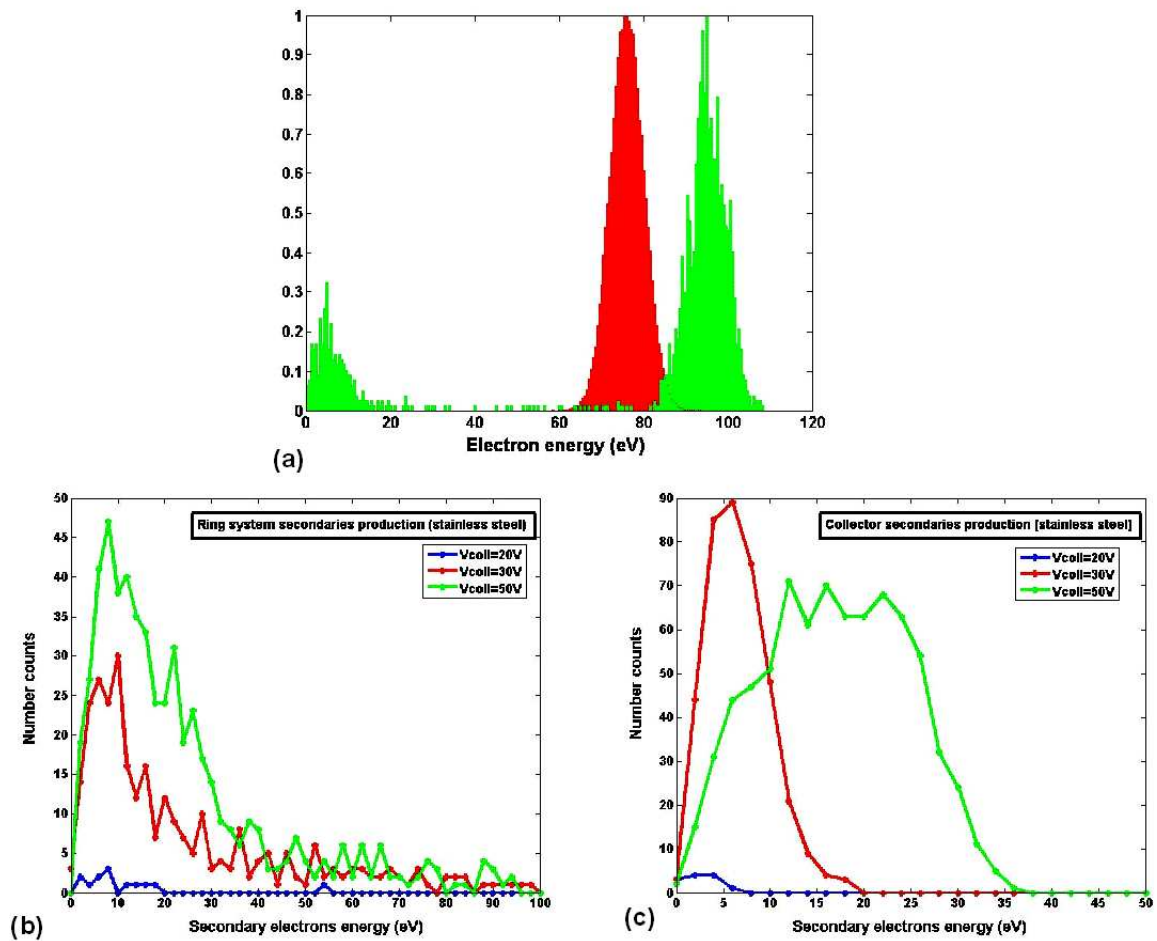 1
0.9
0.8
0.7
0.6
0.5
0.4
0.3
0.2
0.1
0
0 20 40 60 80 100 120
Electron energy (eV)
(a)
50
45
40
35
30
25
20
15
10
5
0
Number counts
Ring system secondaries production (stainless steel)
Vcoll=20V
Vcoll=30V
Vcoll=50V
0 10 20 30 40 50 60 70 80 90 100
Secondary electrons energy (eV)
(b)
90
80
70
60
50
40
30
20
10
0
Number counts
Collector secondaries production [stainless steel]
Vcoll=20V
Vcoll=30V
Vcoll=50V
0 5 10 15 20 25 30 35 40 45 50
Secondary electrons energy (eV)
(c)